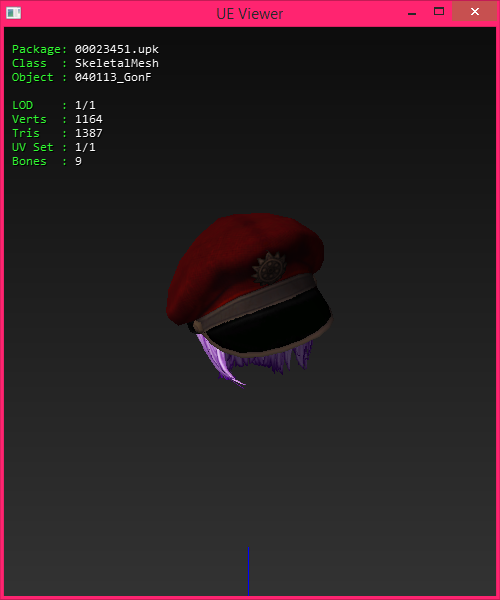 UE Viewer
Package: 00023451.upk
Class : SkeletalMesh
Object : 040113_GonF
LOD : 1/1
Verts : 1164
Tris : 1387
UV Set : 1/1
Bones : 9